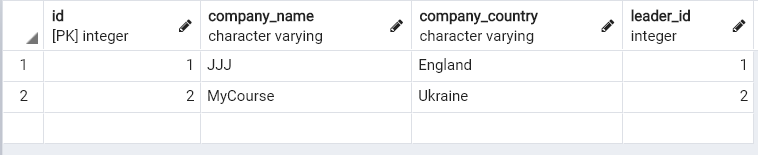 id company_name company_country leader_id
[PK] integer character varying character varying integer
1 1 JJJ England 1
2 2 MyCourse Ukraine 2